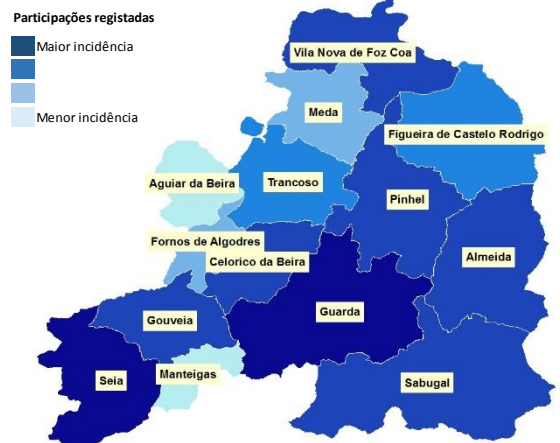 Participações registadas
Maior incidência
Menor incidência
Vila Nova de Foz Coa
Meda
Figueira de Castelo Rodrigo
Aguiar da Beira
Trancoso
Pinhel
Fornos de Algodres
Celorico da Beira
Almeida
Guarda
Gouveia
Manteigas
Seia
Sabugal